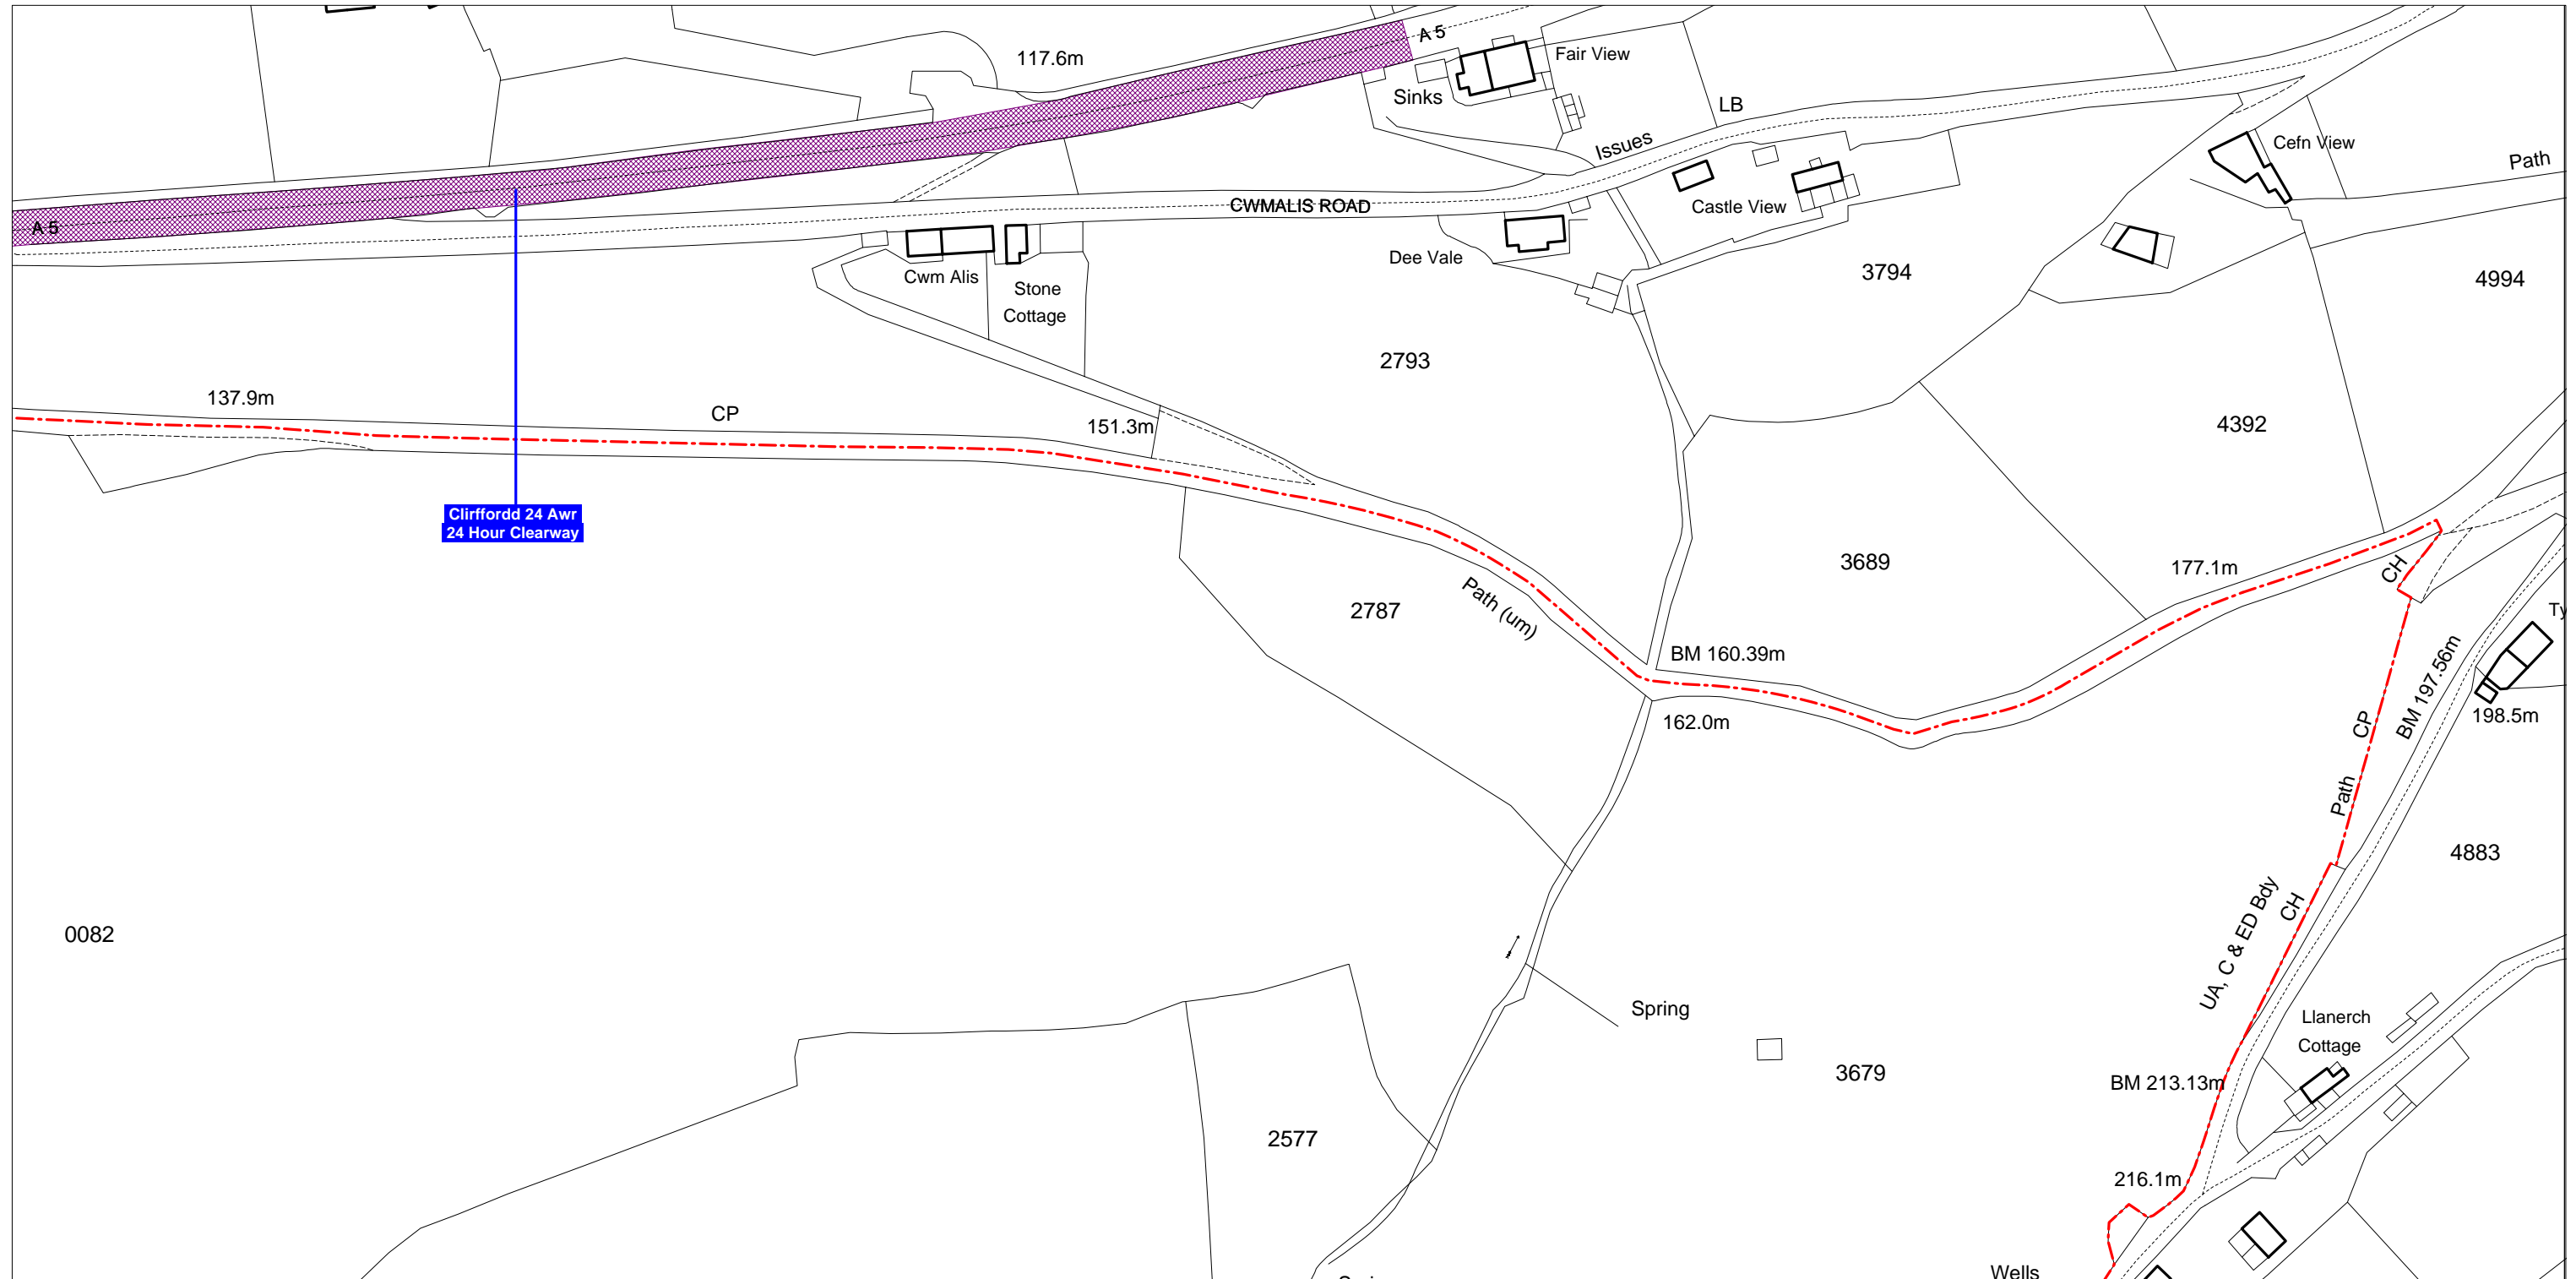 117.6m
A 5
Fair View
Sinks
LB
Issues
Cefn View
Path
CWMALIS ROAD
Castle View
A 5
Dee Vale
Cwm Alis
Stone
Cottage
3794
4994
2793
137.9m
CP
151.3m
4392
Clirffordd 24 Awr
24 Hour Clearway
3689
177.1m
CH
2787
Path (um)
Ty
BM 160.39m
BM 197.56m
162.0m
CP
198.5m
Path
4883
0082
UA, C & ED Bdy
CH
Spring
Llanerch
Cottage
3679
BM 213.13m
2577
216.1m
Wells